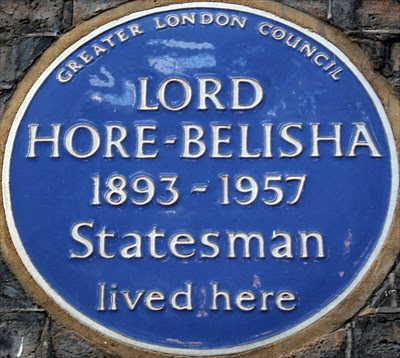 GREATER LONDON COUNCIL
LORD
HORE-BELISHA
1893-1957
Statesman
lived here